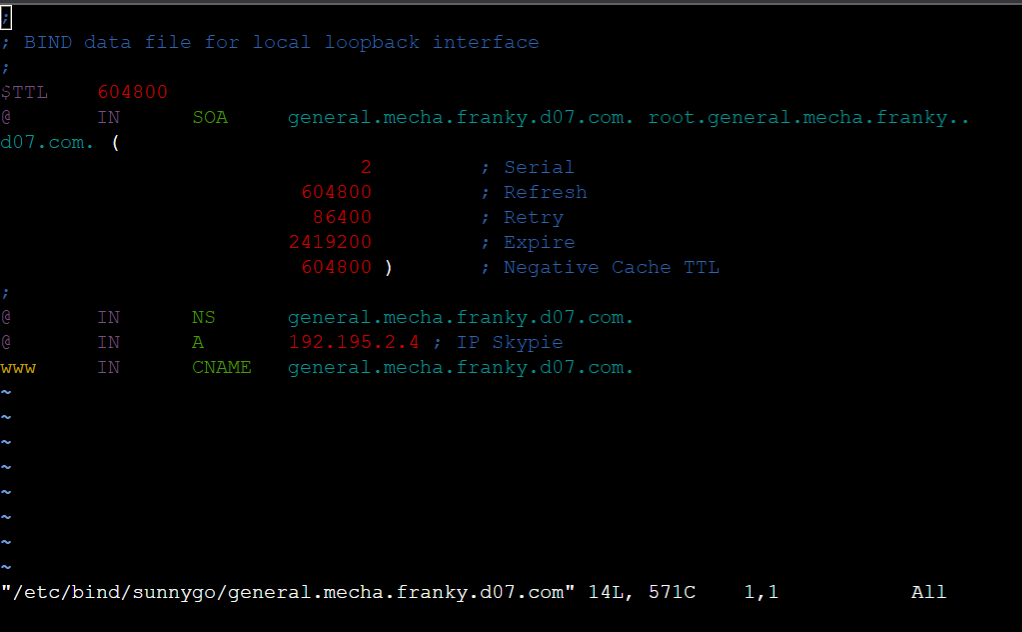 ;
; BIND data file for local loopback interface
;
$TTL    604800
@       IN      SOA     general.mecha.franky.d07.com. root.general.mecha.franky..
d07.com. (
                              2         ; Serial
                         604800         ; Refresh
                          86400         ; Retry
                        2419200         ; Expire
                         604800 )       ; Negative Cache TTL
;
@       IN      NS      general.mecha.franky.d07.com.
@       IN      A       192.195.2.4 ; IP Skypie
www     IN      CNAME   general.mecha.franky.d07.com.
~
~
~
~
~
~
~
~
"/etc/bind/sunnygo/general.mecha.franky.d07.com" 14L, 571C    1,1           All